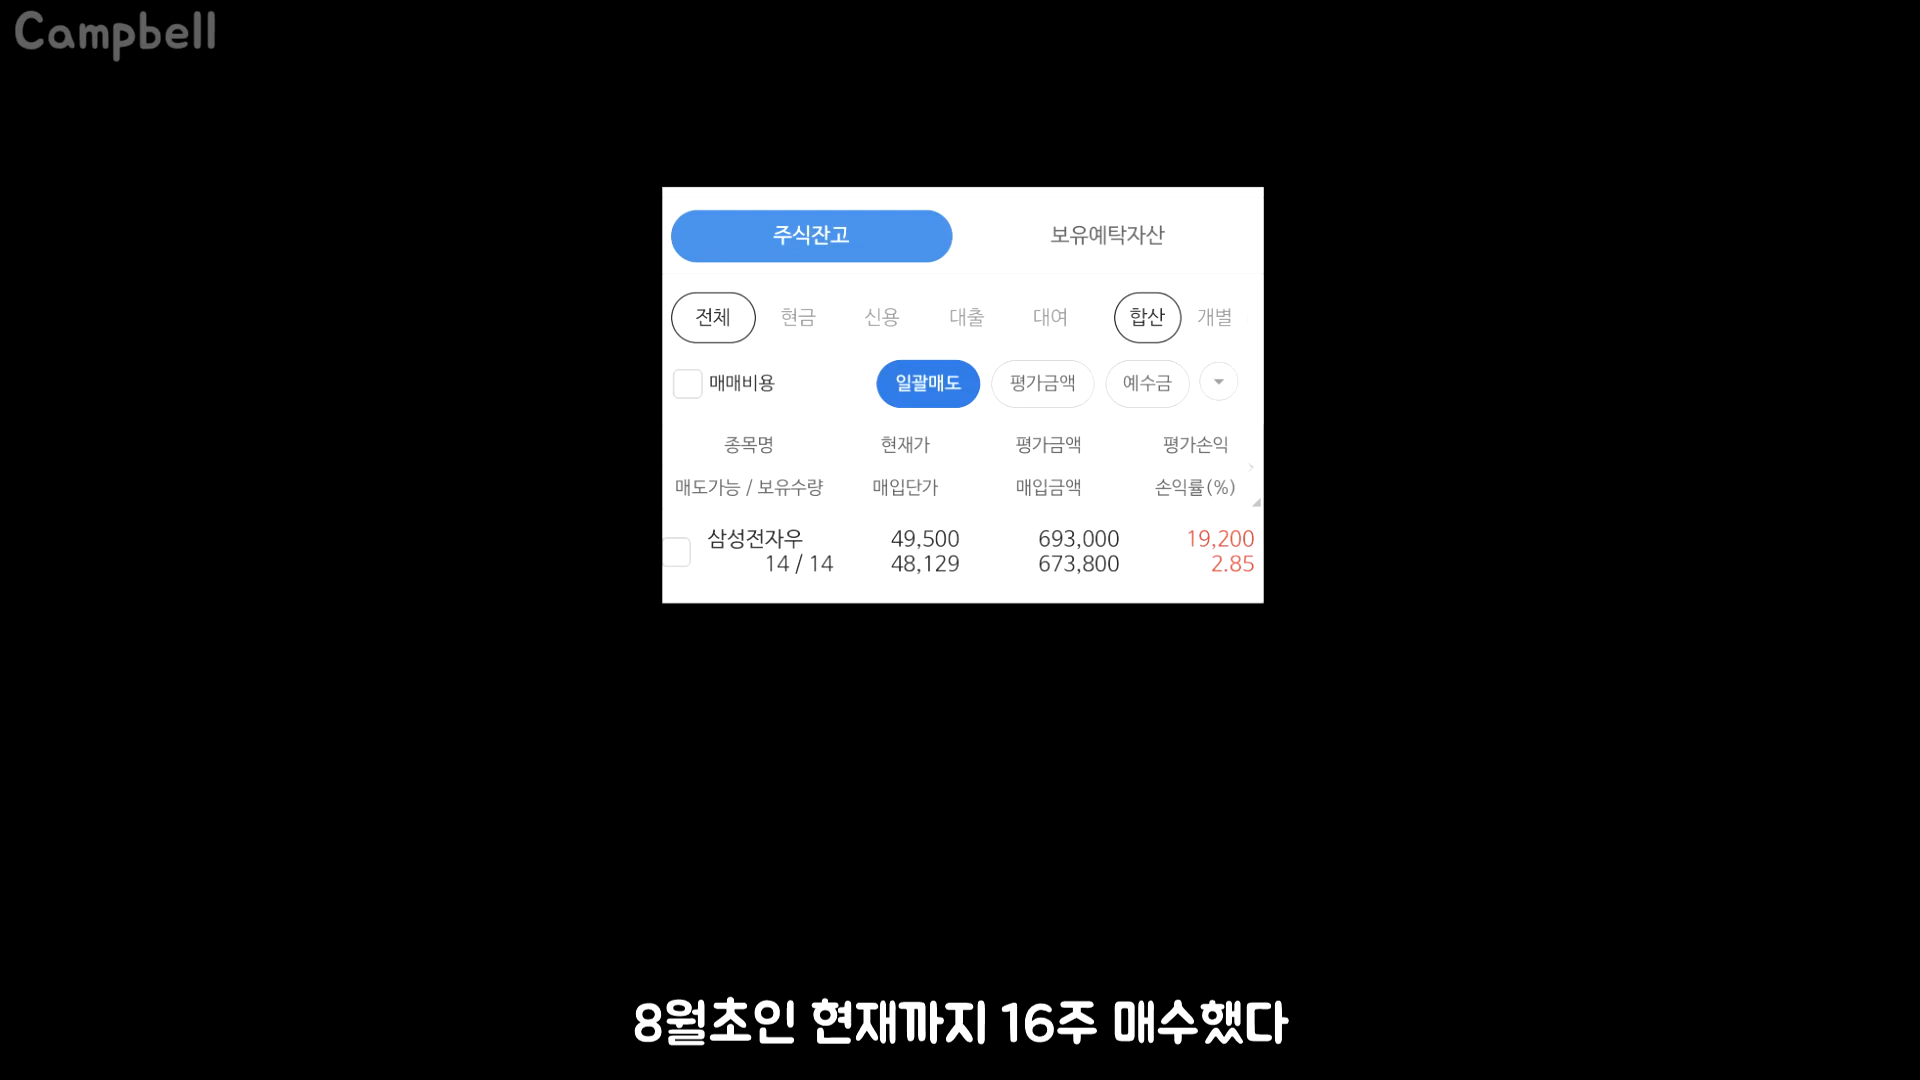 Campbell
주식잔고 보유예탁자산
전체 현금 신용 대출 대여 합산 개별
매매비용 일괄매도 평가금액 예수금
종목명 현재가 평가금액 평가손익
매도가능 / 보유수량 매입단가 매입금액 손익률(%)
삼성전자우 49,500 693,000 19,200
14 / 14 48,129 673,800 2.85
8월초인 현재까지 16주 매수했다